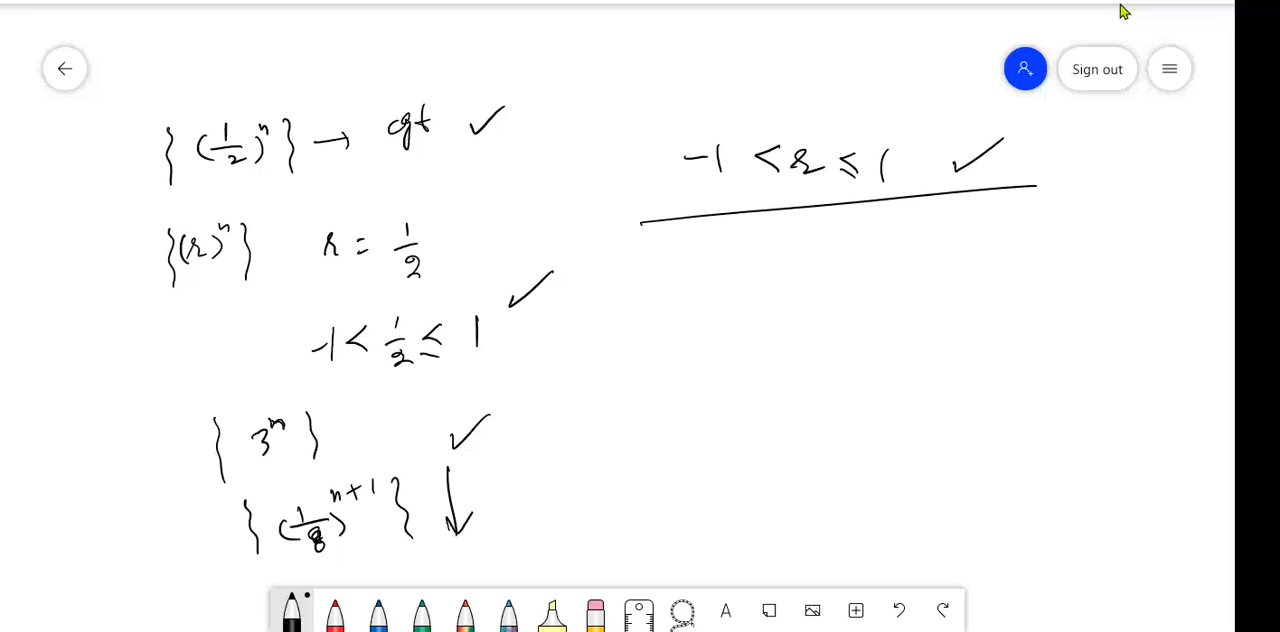 Sign out
{(1/2)^n} → cgt ✓
-1 < r ≤ 1 ✓
{(r)^n} r = 1/2
-1 < 1/2 ≤ 1 ✓
{3^n} ✓
{(1/8)^{n+1}} ↓
A